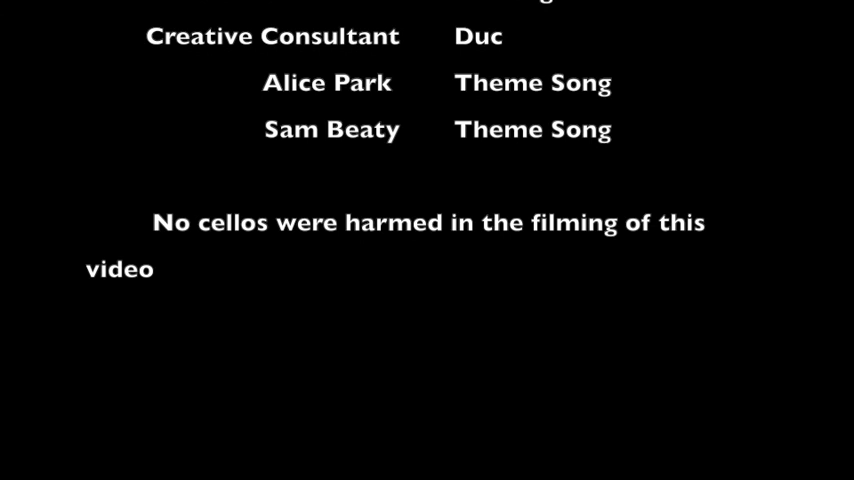 Creative Consultant Duc
Alice Park Theme Song
Sam Beaty Theme Song
No cellos were harmed in the filming of this
video